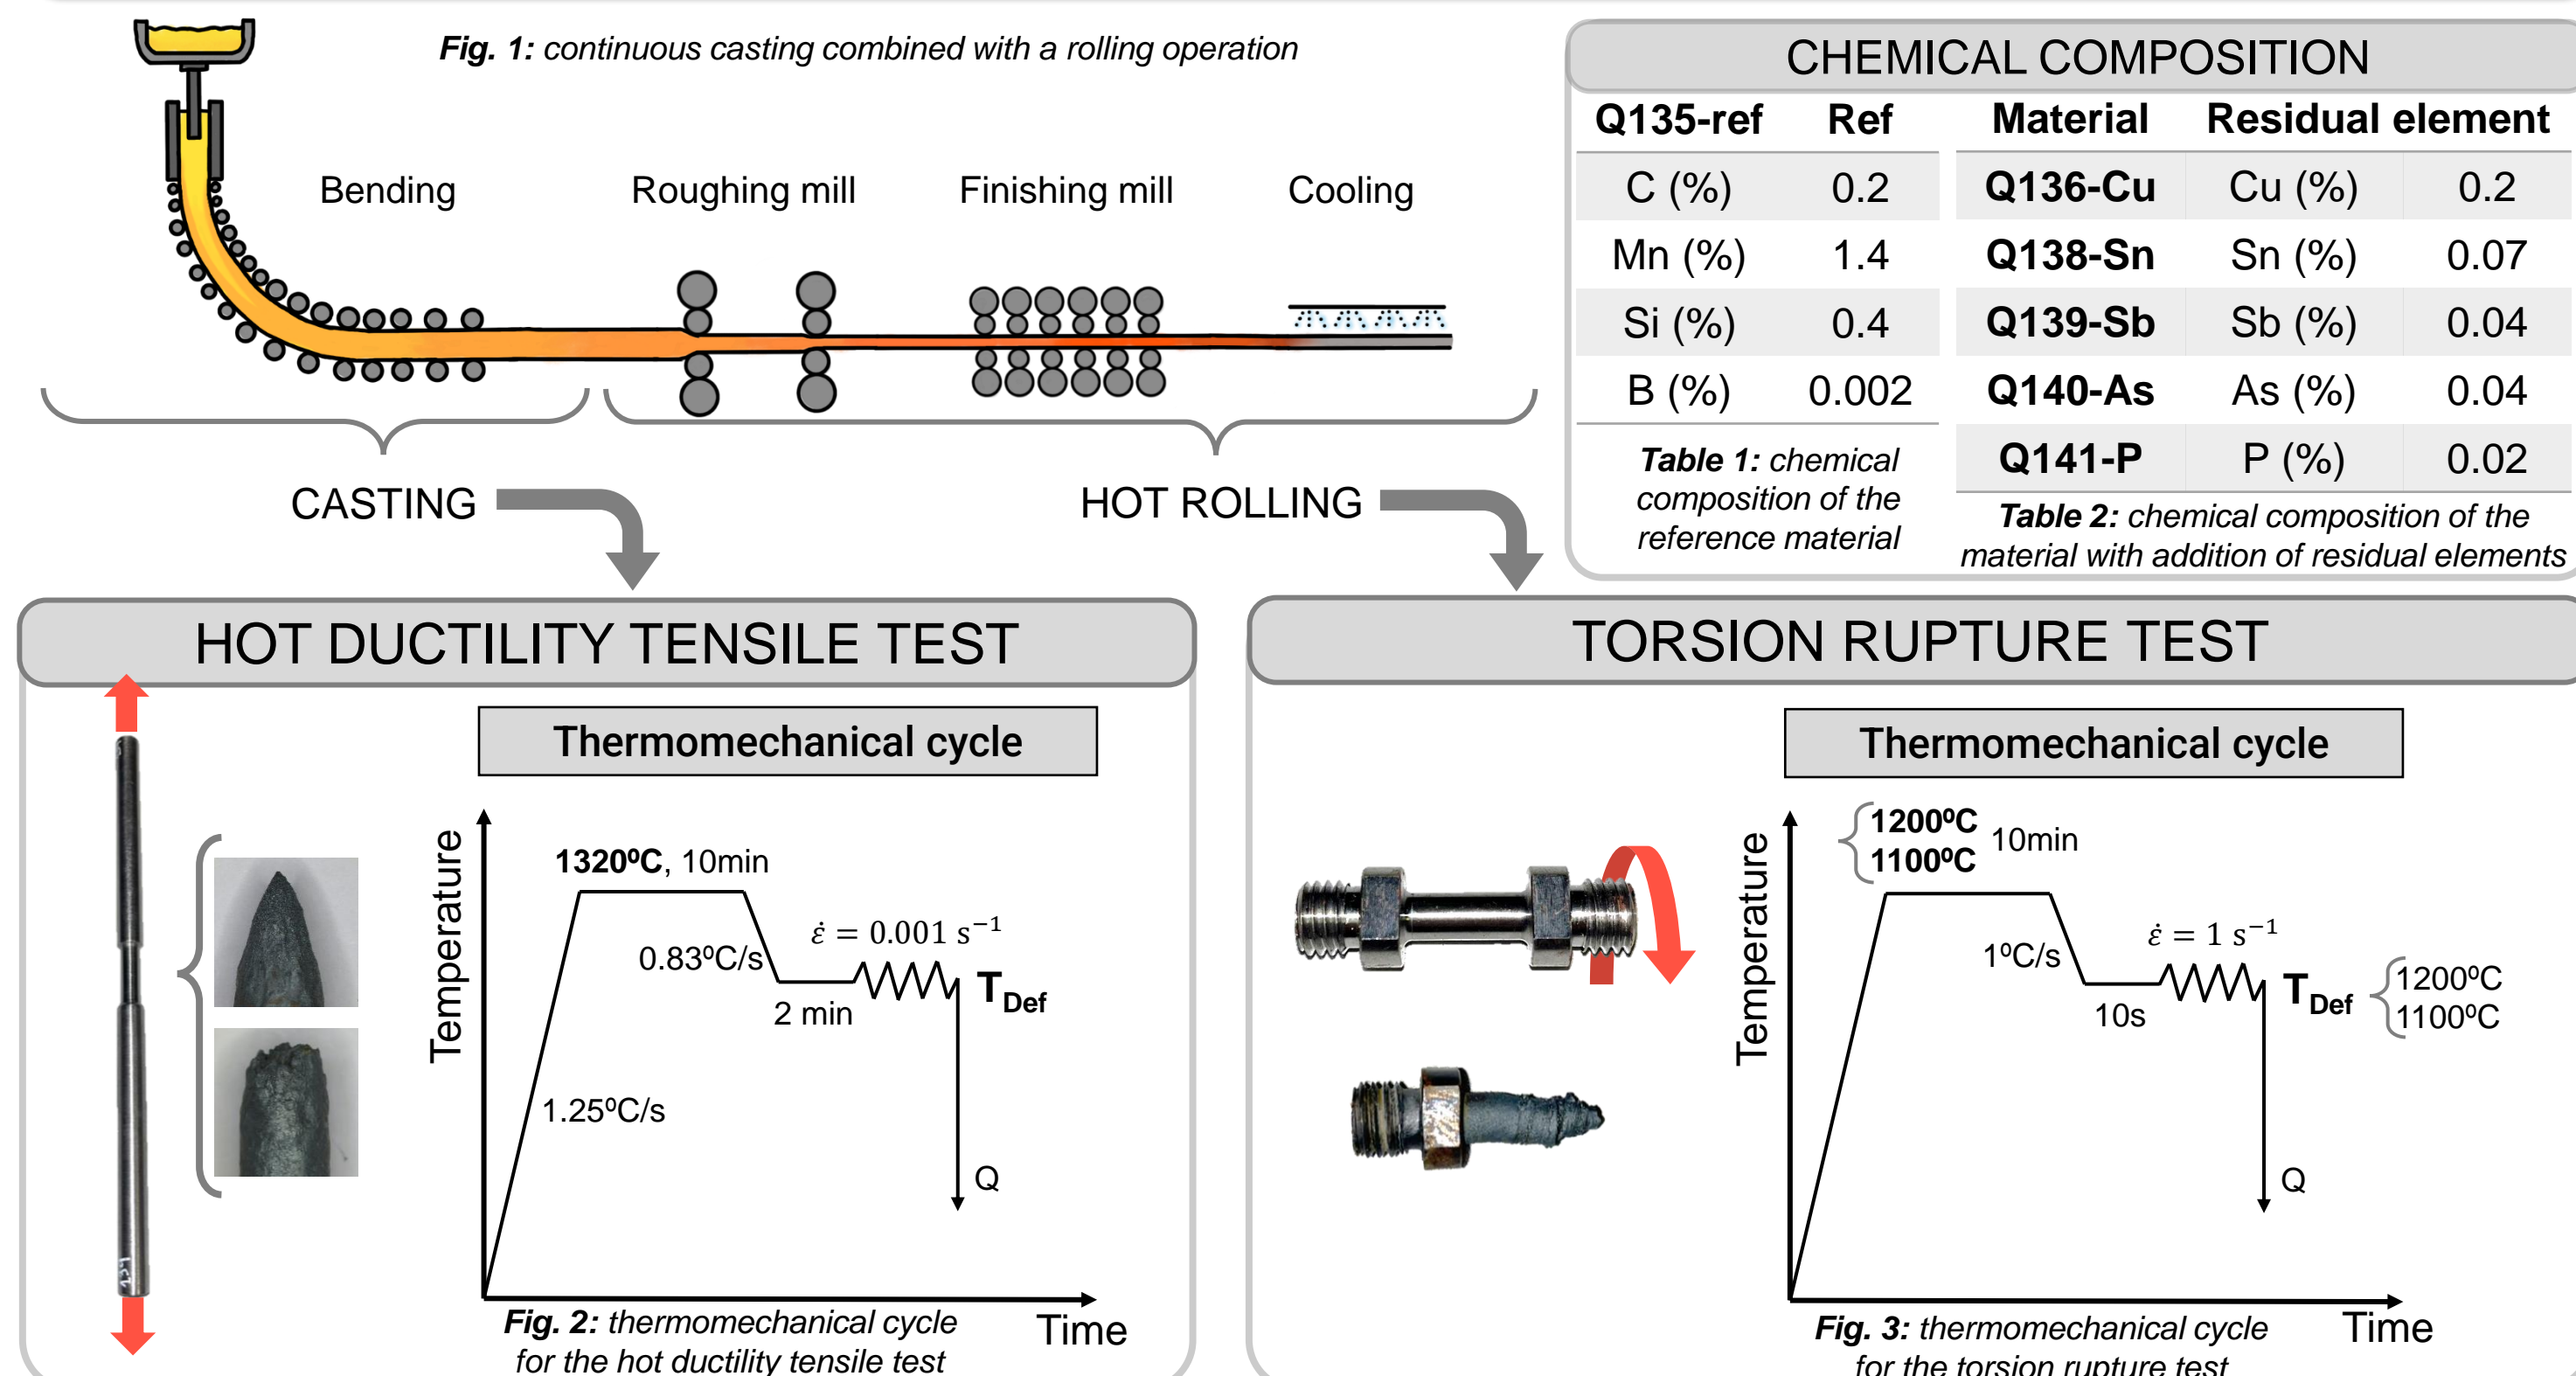 Fig. 1: continuous casting combined with a rolling operation
Bending
Roughing mill
Finishing mill
Cooling
CASTING
HOT ROLLING
CHEMICAL COMPOSITION
Q135-ref Ref
C (%) 0.2
Mn (%) 1.4
Si (%) 0.4
B (%) 0.002
Table 1: chemical
composition of the
reference material
Material Residual element
Q136-Cu Cu (%) 0.2
Q138-Sn Sn (%) 0.07
Q139-Sb Sb (%) 0.04
Q140-As As (%) 0.04
Q141-P P (%) 0.02
Table 2: chemical composition of the
material with addition of residual elements
HOT DUCTILITY TENSILE TEST
Thermomechanical cycle
Temperature
1320ºC, 10min
0.83ºC/s
ε̇ = 0.001 s⁻¹
2 min
T_Def
1.25ºC/s
Q
Time
Fig. 2: thermomechanical cycle
for the hot ductility tensile test
TORSION RUPTURE TEST
Thermomechanical cycle
Temperature
1200ºC
1100ºC
10min
1ºC/s
ε̇ = 1 s⁻¹
10s
T_Def
1200ºC
1100ºC
Q
Time
Fig. 3: thermomechanical cycle
for the torsion rupture test